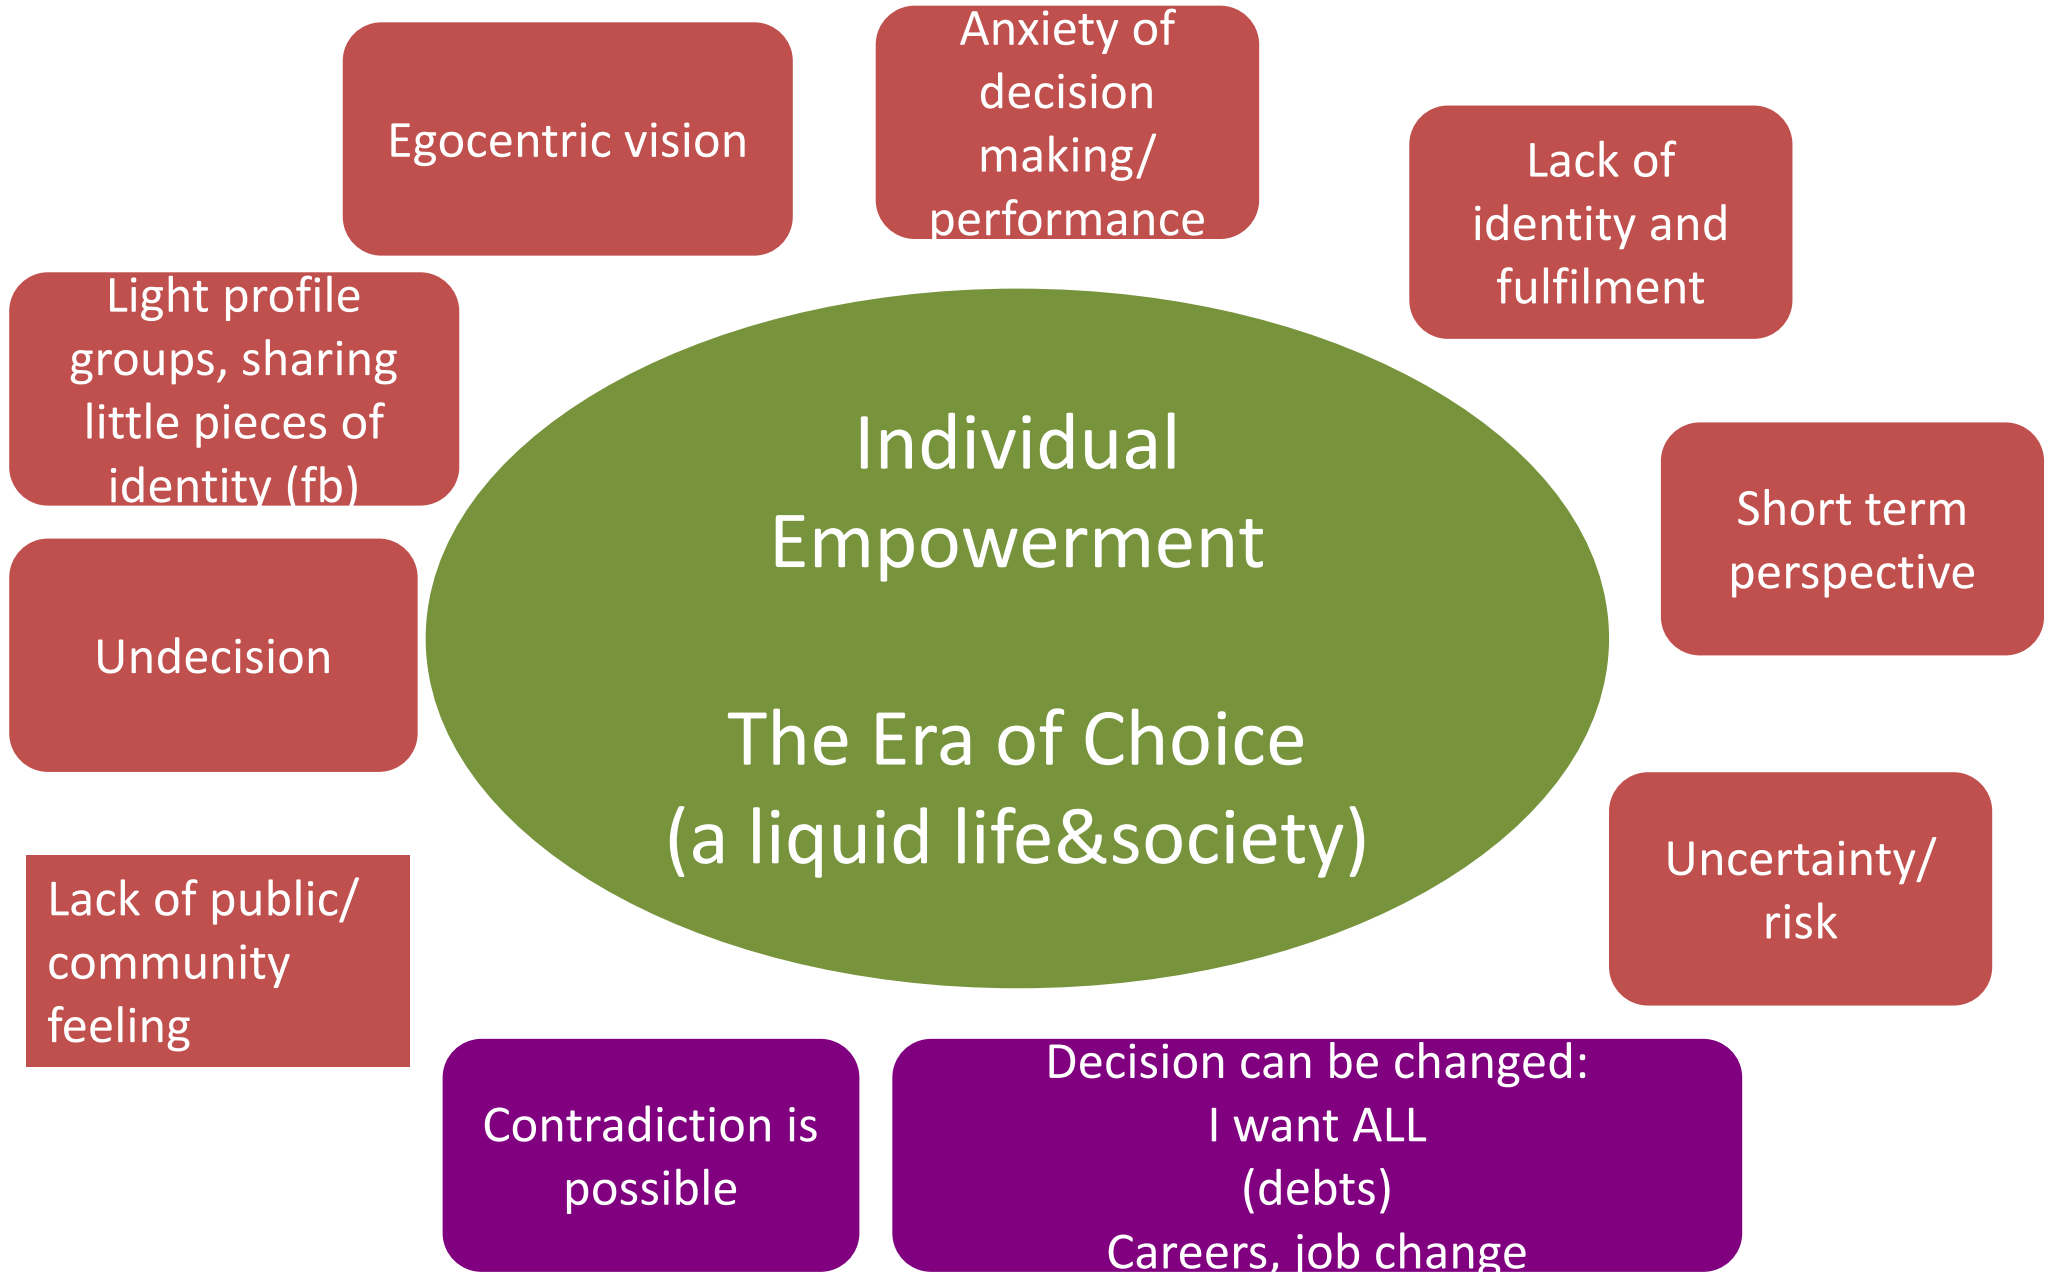 Egocentric vision
Anxiety of
decision
making/
performance
Lack of
identity and
fulfilment
Light profile
groups, sharing
little pieces of
identity (fb)
Individual
Empowerment
The Era of Choice
(a liquid life&society)
Short term
perspective
Undecision
Uncertainty/
risk
Lack of public/
community
feeling
Contradiction is
possible
Decision can be changed:
I want ALL
(debts)
Careers, job change